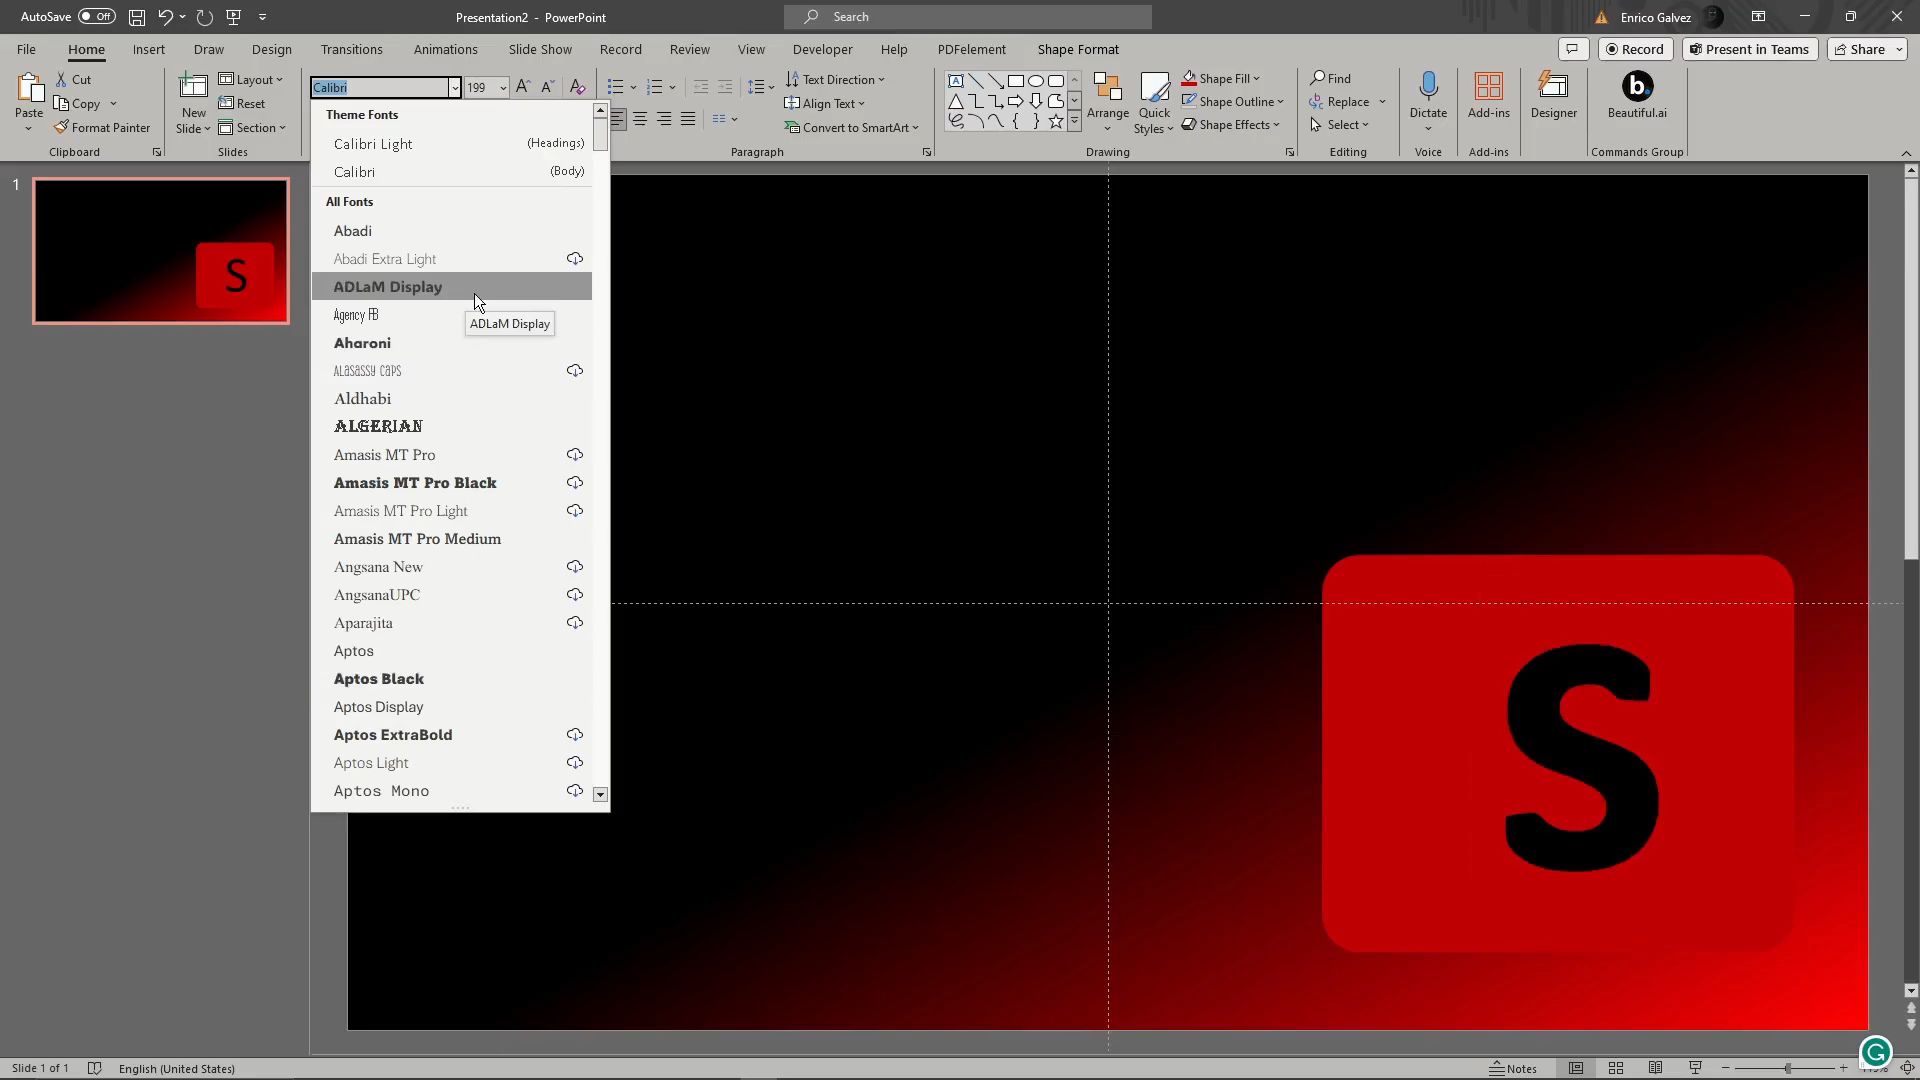 AutoSave Off
Presentation2 - PowerPoint
Search
Enrico Galvez
File Home Insert Draw Design Transitions Animations Slide Show Record Review View Developer Help PDFelement Shape Format
Record Present in Teams Share
Paste
Cut
Copy
Format Painter
Clipboard
New
Slide
Layout
Reset
Section
Slides
Calibri 199
Text Direction
Align Text
Convert to SmartArt
Paragraph
Arrange
Quick
Styles
Shape Fill
Shape Outline
Shape Effects
Drawing
Find
Replace
Select
Editing
Dictate
Voice
Add-ins
Add-ins
Designer
b.
Beautiful.ai
Commands Group
Theme Fonts
Calibri Light (Headings)
Calibri (Body)
All Fonts
Abadi
Abadi Extra Light
ADLaM Display
Agency FB
ADLaM Display
Aharoni
Alasassy Caps
Aldhabi
ALGERIAN
Amasis MT Pro
Amasis MT Pro Black
Amasis MT Pro Light
Amasis MT Pro Medium
Angsana New
AngsanaUPC
Aparajita
Aptos
Aptos Black
Aptos Display
Aptos ExtraBold
Aptos Light
Aptos Mono
1
S
S
Slide 1 of 1 English (United States)
Notes